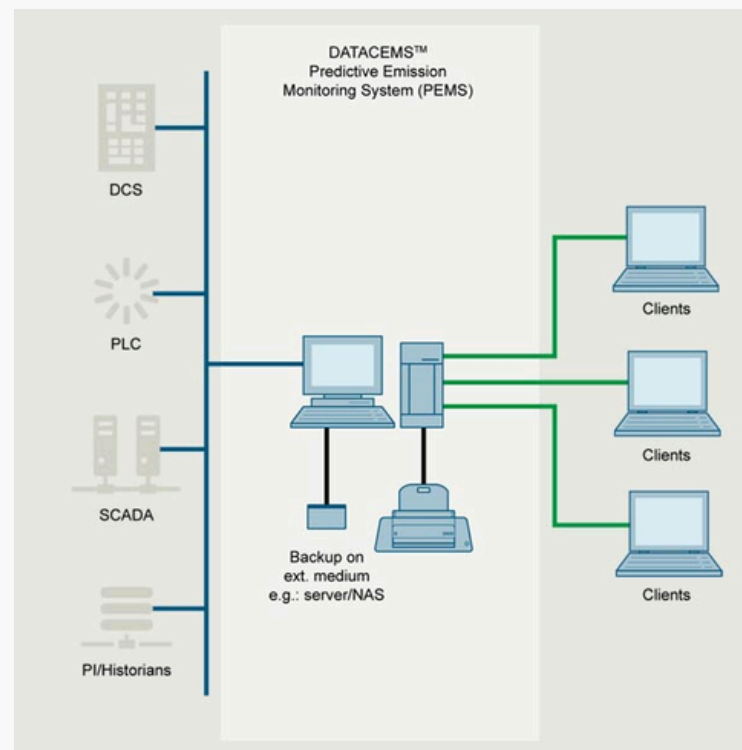 DATACEMS™
Predictive Emission
Monitoring System (PEMS)
DCS
PLC
SCADA
PI/Historians
Backup on
ext. medium
e.g.: server/NAS
Clients
Clients
Clients